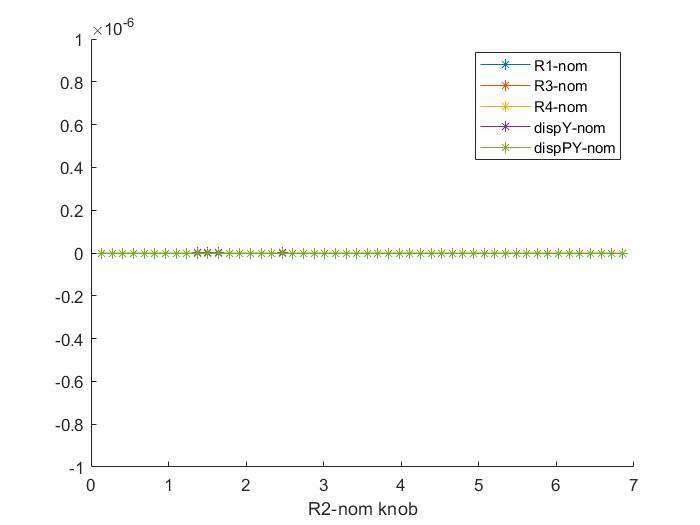 ×10-6
1
0.8
0.6
0.4
0.2
0
-0.2
-0.4
-0.6
-0.8
-1
0 1 2 3 4 5 6 7
R2-nom knob
R1-nom
R3-nom
R4-nom
dispY-nom
dispPY-nom